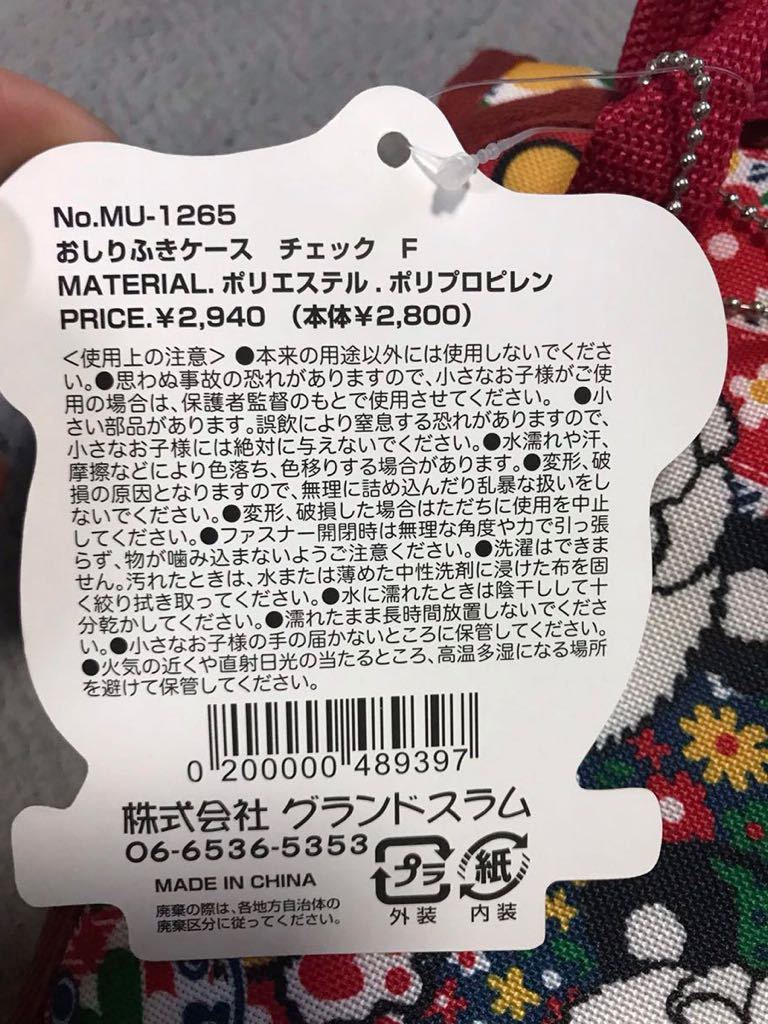 No.MU-1265
おしりふきケース　チェック　F
MATERIAL. ポリエステル . ポリプロピレン
PRICE.¥2,940　(本体¥2,800)
<使用上の注意> ●本来の用途以外には使用しないでくださ
い。●思わぬ事故の恐れがありますので、小さなお子様がご使
用の場合は、保護者監督のもとで使用させてください。　●小
さい部品があります。誤飲により窒息する恐れがありますので、
小さなお子様には絶対に与えないでください。●水濡れや汗、
摩擦などにより色落ち、色移りする場合があります。●変形、破
損の原因となりますので、無理に詰め込んだり乱暴な扱いをし
ないでください。●変形、破損した場合はただちに使用を中止
してください。●ファスナー開閉時は無理な角度や力で引っ張
らず、物が噛み込まないようご注意ください。●洗濯はできま
せん。汚れたときは、水または薄めた中性洗剤に浸けた布を固
く絞り拭き取ってください。●水に濡れたときは陰干しして十
分乾かしてください。●濡れたまま長時間放置しないでくださ
い。●小さなお子様の手の届かないところに保管してください。
●火気の近くや直射日光の当たるところ、高温多湿になる場所
を避けて保管してください。
0 200000 489397
株式会社 グランドスラム
06-6536-5353
プラ 紙
外装 内装
MADE IN CHINA
廃棄の際は、各地方自治体の
廃棄区分に従ってください。